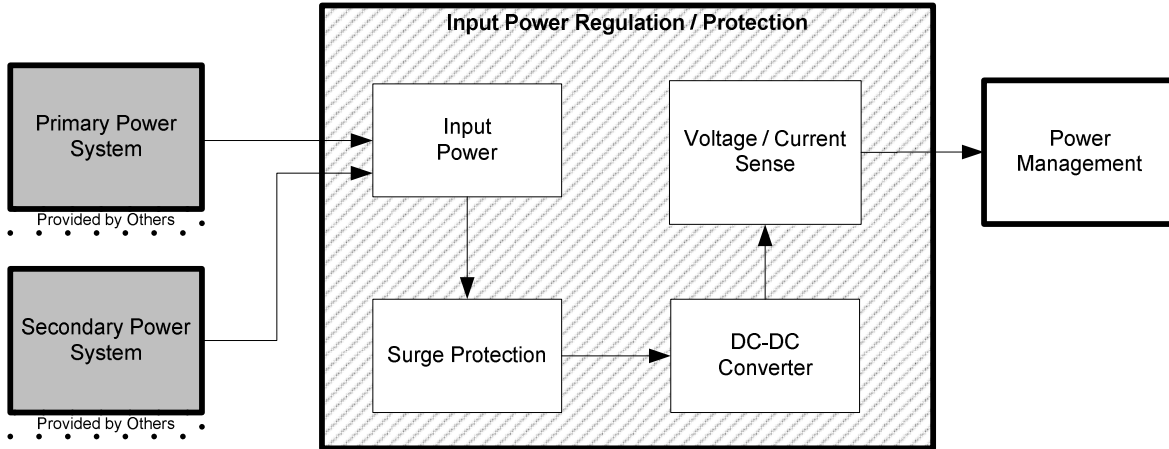 Input Power Regulation / Protection
Primary Power
System
Provided by Others
Secondary Power
System
Provided by Others
Input
Power
Surge Protection
DC-DC
Converter
Voltage / Current
Sense
Power
Management